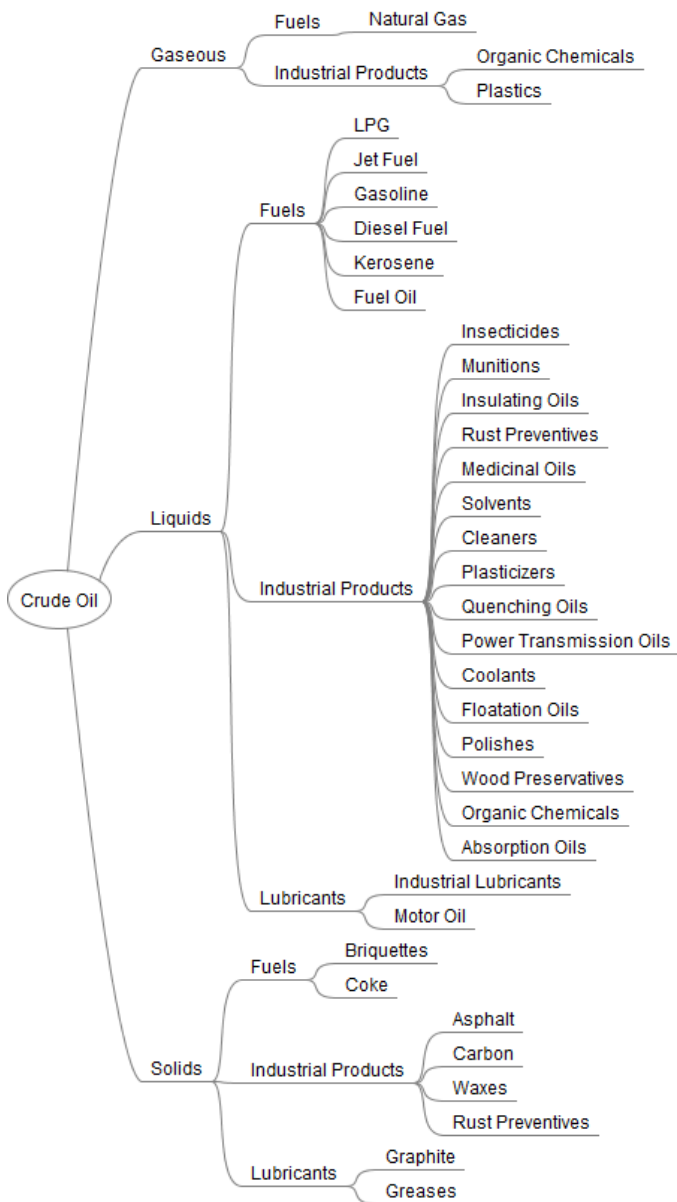 Crude Oil
Gaseous
Fuels
Natural Gas
Industrial Products
Organic Chemicals
Plastics
Liquids
Fuels
LPG
Jet Fuel
Gasoline
Diesel Fuel
Kerosene
Fuel Oil
Industrial Products
Insecticides
Munitions
Insulating Oils
Rust Preventives
Medicinal Oils
Solvents
Cleaners
Plasticizers
Quenching Oils
Power Transmission Oils
Coolants
Floatation Oils
Polishes
Wood Preservatives
Organic Chemicals
Absorption Oils
Lubricants
Industrial Lubricants
Motor Oil
Solids
Fuels
Briquettes
Coke
Industrial Products
Asphalt
Carbon
Waxes
Rust Preventives
Lubricants
Graphite
Greases